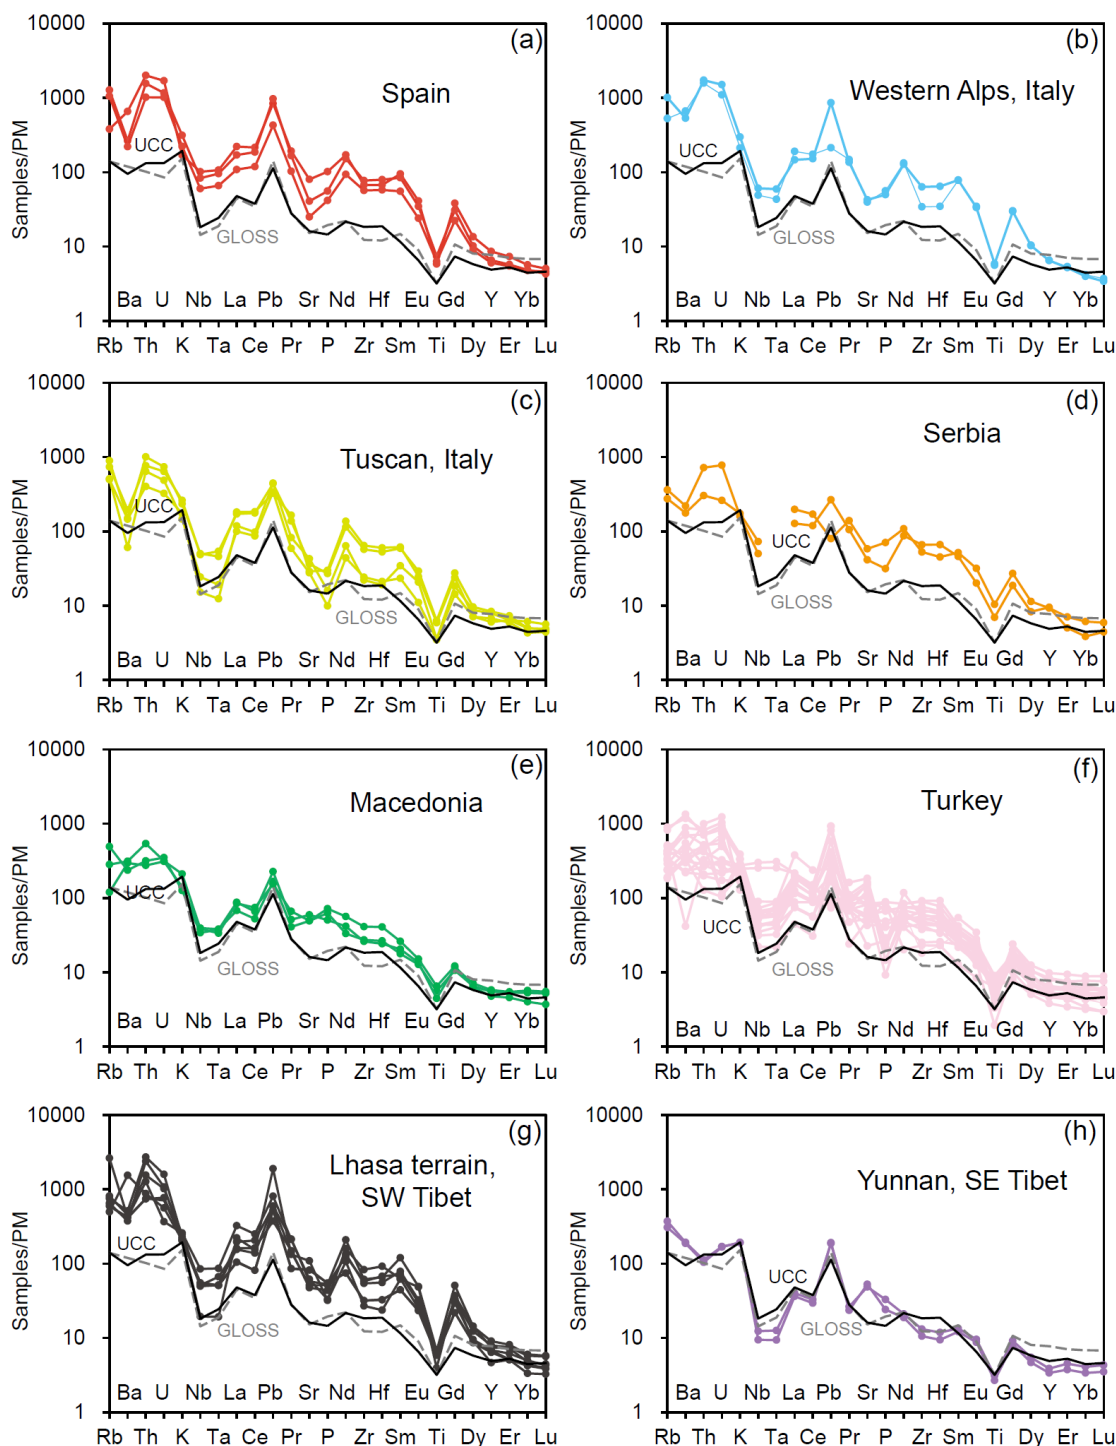 10000
1000
100
10
1
Samples/PM
(a)
Spain
UCC
GLOSS
Ba Th U K Nb Ta La Ce Pb Pr Sr P Nd Zr Hf Sm Eu Ti Gd Dy Y Er Yb Lu
Rb
10000
1000
100
10
1
Samples/PM
(b)
Western Alps, Italy
UCC
GLOSS
Ba U Nb La Pb Sr Nd Hf Eu Gd Y Yb
Rb Th K Ta Ce Pr P Zr Sm Ti Dy Er Lu
10000
1000
100
10
1
Samples/PM
(c)
Tuscan, Italy
UCC
GLOSS
Ba U Nb La Pb Sr Nd Hf Eu Gd Y Yb
Rb Th K Ta Ce Pr P Zr Sm Ti Dy Er Lu
10000
1000
100
10
1
Samples/PM
(d)
Serbia
UCC
GLOSS
Ba U Nb La Pb Sr Nd Hf Eu Gd Y Yb
Rb Th K Ta Ce Pr P Zr Sm Ti Dy Er Lu
10000
1000
100
10
1
Samples/PM
(e)
Macedonia
UCC
GLOSS
Ba U Nb La Pb Sr Nd Hf Eu Gd Y Yb
Rb Th K Ta Ce Pr P Zr Sm Ti Dy Er Lu
10000
1000
100
10
1
Samples/PM
(f)
Turkey
UCC
GLOSS
Ba U Nb La Pb Sr Nd Hf Eu Gd Y Yb
Rb Th K Ta Ce Pr P Zr Sm Ti Dy Er Lu
10000
1000
100
10
1
Samples/PM
(g)
Lhasa terrain,
SW Tibet
UCC
GLOSS
Ba U Nb La Pb Sr Nd Hf Eu Gd Y Yb
Rb Th K Ta Ce Pr P Zr Sm Ti Dy Er Lu
10000
1000
100
10
1
Samples/PM
(h)
Yunnan, SE Tibet
UCC
GLOSS
Ba U Nb La Pb Sr Nd Hf Eu Gd Y Yb
Rb Th K Ta Ce Pr P Zr Sm Ti Dy Er Lu